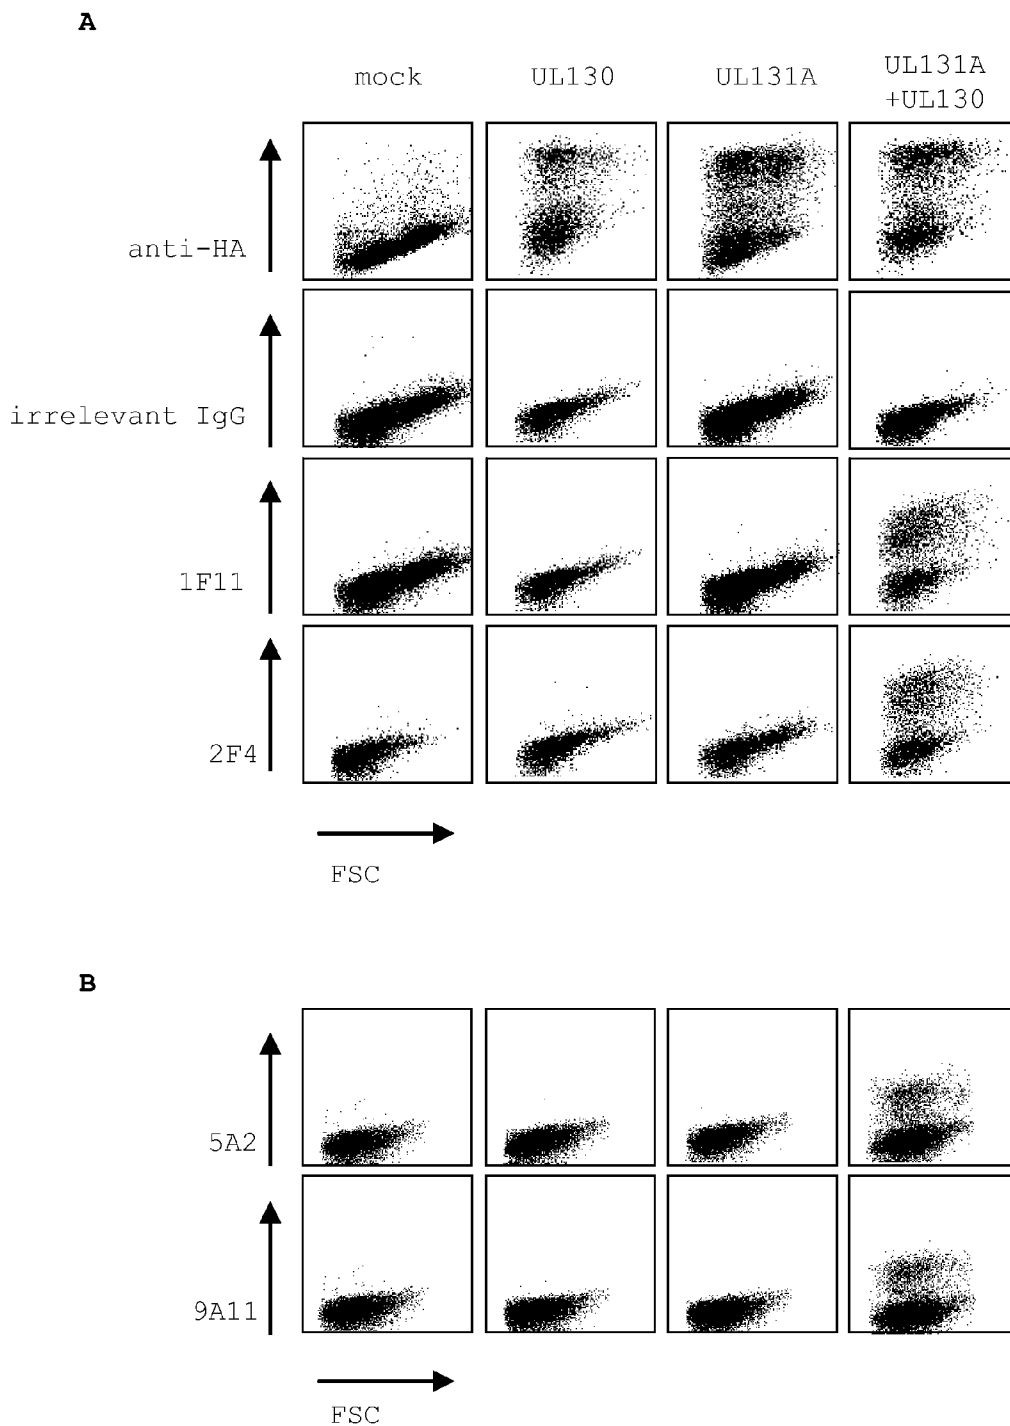 A
mock
UL130
UL131A
UL131A
+UL130
anti-HA
irrelevant IgG
1F11
2F4
FSC
B
5A2
9A11
FSC